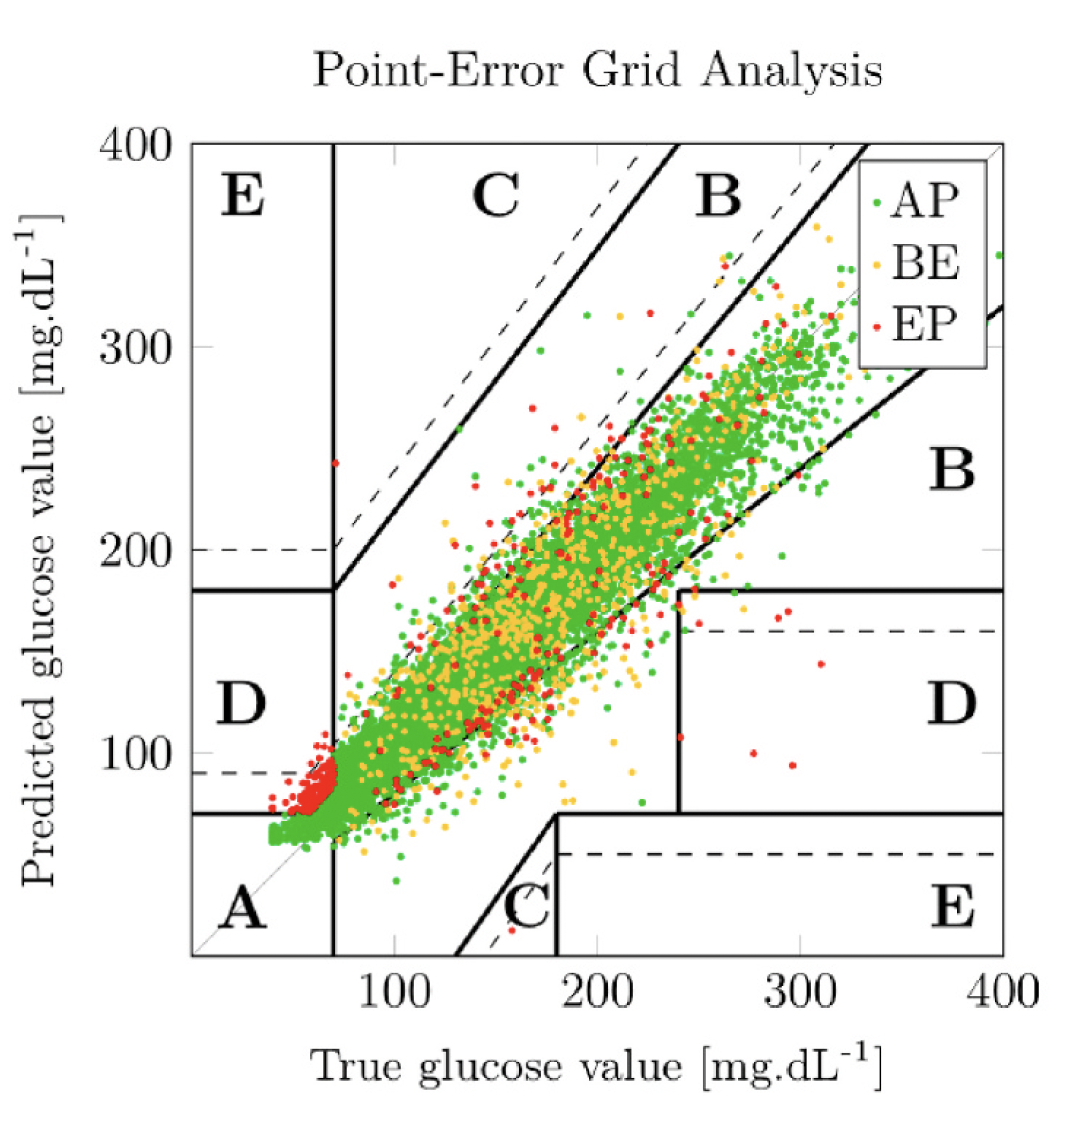 Point-Error Grid Analysis
Predicted glucose value [mg.dL-1]
400
300
200
100
E
C
B
AP
BE
EP
B
D
D
A
C
E
100
200
300
400
True glucose value [mg.dL-1]